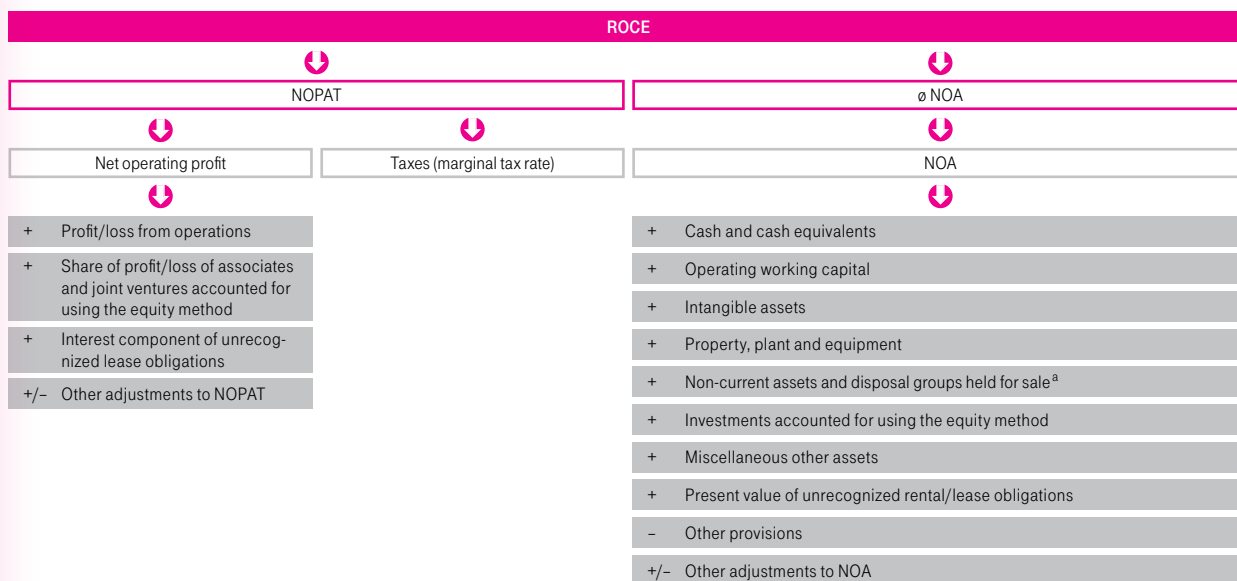 ROCE
NOPAT
ø NOA
Net operating profit
Taxes (marginal tax rate)
NOA
+ Profit/loss from operations
+ Share of profit/loss of associates
and joint ventures accounted for
using the equity method
+ Interest component of unrecog-
nized lease obligations
+/– Other adjustments to NOPAT
+ Cash and cash equivalents
+ Operating working capital
+ Intangible assets
+ Property, plant and equipment
+ Non-current assets and disposal groups held for sale a
+ Investments accounted for using the equity method
+ Miscellaneous other assets
+ Present value of unrecognized rental/lease obligations
– Other provisions
+/– Other adjustments to NOA